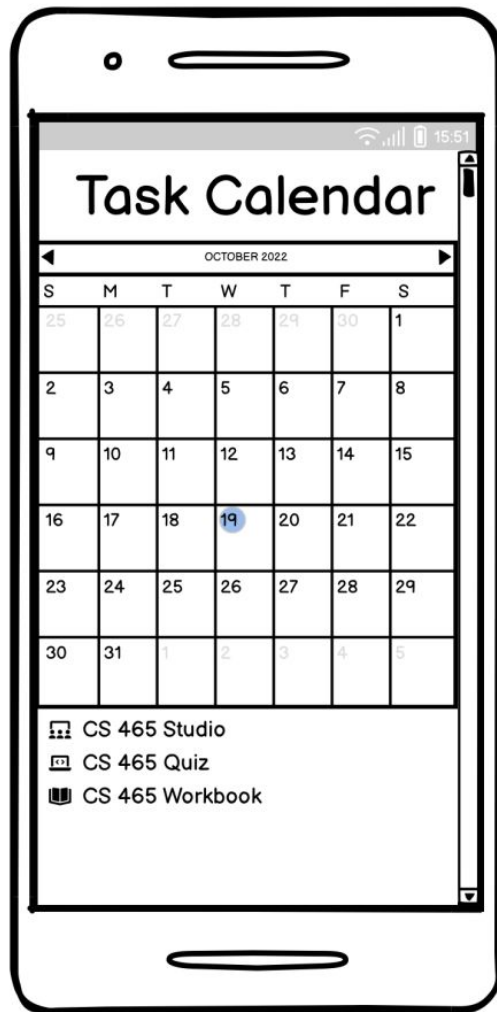 15:51
Task Calendar
OCTOBER 2022
S M T W T F S
25 26 27 28 29 30 1
2 3 4 5 6 7 8
9 10 11 12 13 14 15
16 17 18 19 20 21 22
23 24 25 26 27 28 29
30 31 1 2 3 4 5
CS 465 Studio
CS 465 Quiz
CS 465 Workbook